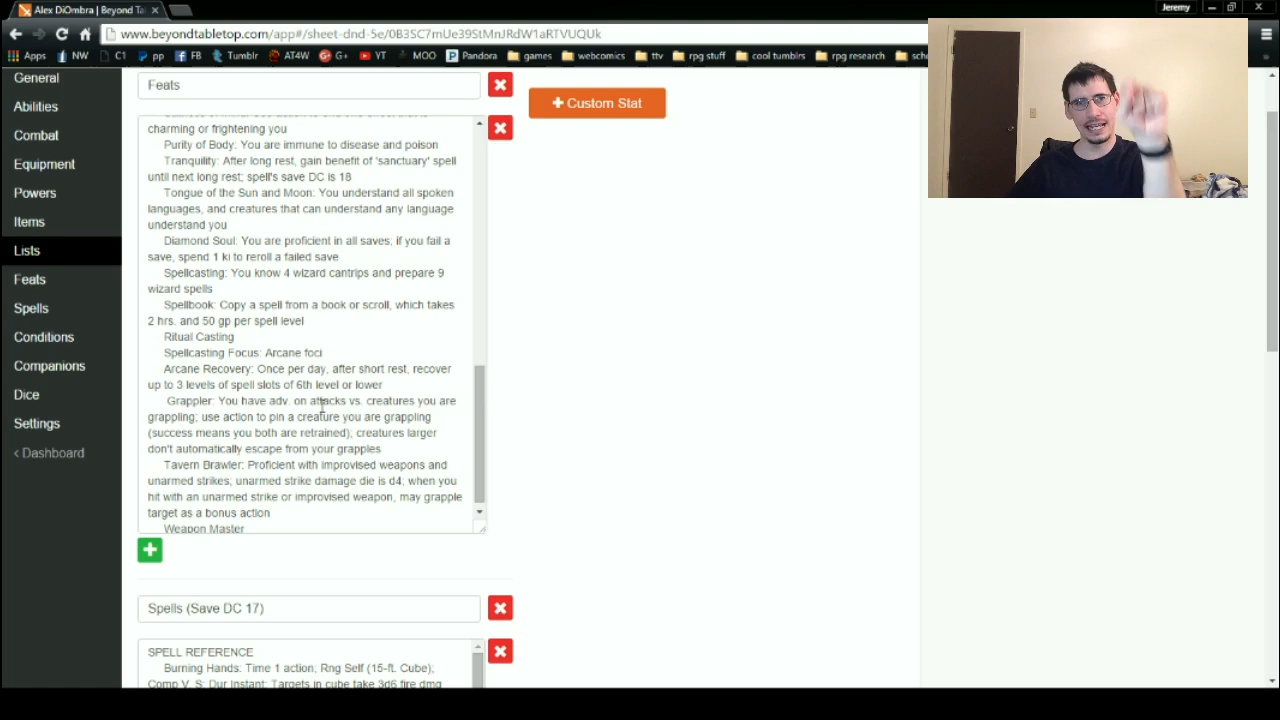 Alex DiOmbra | Beyond Ta
Jeremy
www.beyondtabletop.com/app#/sheet-dnd-5e/0B3SC7mUe39StMnJRdW1aRTVUQUk
Apps NW C1 pp FB Tumblr AT4W G+ YT MOO Pandora games webcomics ttv rpg stuff cool tumblrs rpg research
General
Abilities
Combat
Equipment
Powers
Items
Lists
Feats
Spells
Conditions
Companions
Dice
Settings
< Dashboard
Feats
+ Custom Stat
charming or frightening you
Purity of Body: You are immune to disease and poison
Tranquility: After long rest, gain benefit of 'sanctuary' spell
until next long rest; spell's save DC is 18
Tongue of the Sun and Moon: You understand all spoken
languages, and creatures that can understand any language
understand you
Diamond Soul: You are proficient in all saves; if you fail a
save, spend 1 ki to reroll a failed save
Spellcasting: You know 4 wizard cantrips and prepare 9
wizard spells
Spellbook: Copy a spell from a book or scroll, which takes
2 hrs. and 50 gp per spell level
Ritual Casting
Spellcasting Focus: Arcane foci
Arcane Recovery: Once per day, after short rest, recover
up to 3 levels of spell slots of 6th level or lower
Grappler: You have adv. on attacks vs. creatures you are
grappling; use action to pin a creature you are grappling
(success means you both are retrained); creatures larger
don't automatically escape from your grapples
Tavern Brawler: Proficient with improvised weapons and
unarmed strikes; unarmed strike damage die is d4; when you
hit with an unarmed strike or improvised weapon, may grapple
target as a bonus action
Weapon Master
Spells (Save DC 17)
SPELL REFERENCE
Burning Hands: Time 1 action; Rng Self (15-ft. Cube);
Comp V, S; Dur Instant; Targets in cube take 3d6 fire dmg